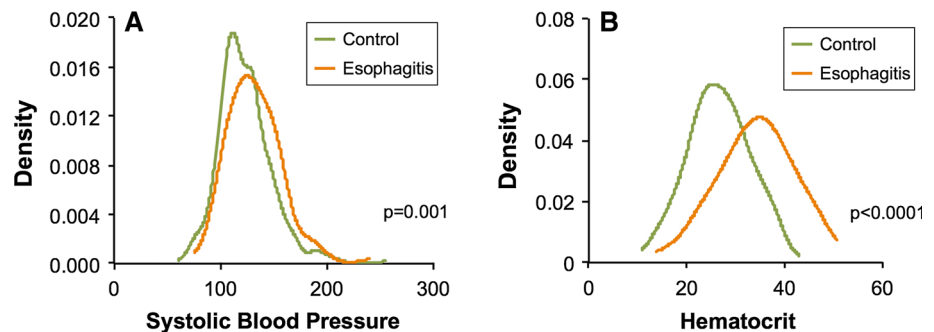 A
Density
0.020
0.016
0.012
0.008
0.004
0.000
Control
Esophagitis
p=0.001
0
100
200
300
Systolic Blood Pressure
B
Density
0.08
0.06
0.04
0.02
0
Control
Esophagitis
p<0.0001
0
20
40
60
Hematocrit